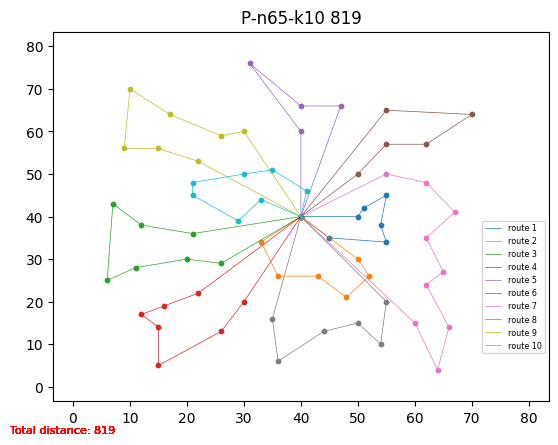 P-n65-k10 819
80
70
60
50
40
30
20
10
0
route 1
route 2
route 3
route 4
route 5
route 6
route 7
route 8
route 9
route 10
0 10 20 30 40 50 60 70 80
Total distance: 819